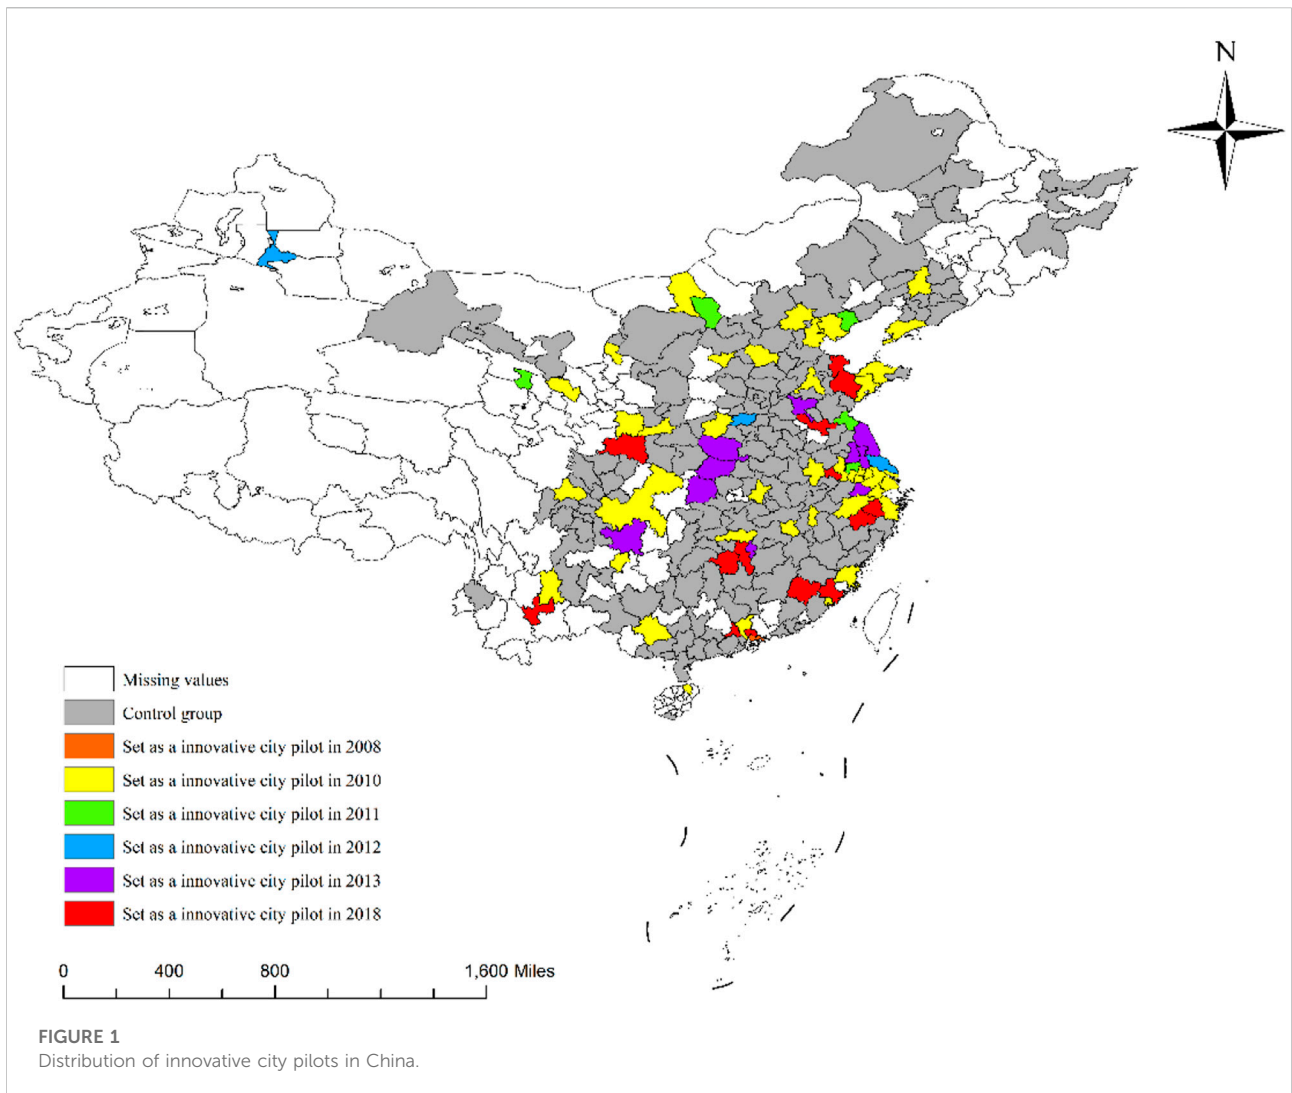 N
Missing values
Control group
Set as a innovative city pilot in 2008
Set as a innovative city pilot in 2010
Set as a innovative city pilot in 2011
Set as a innovative city pilot in 2012
Set as a innovative city pilot in 2013
Set as a innovative city pilot in 2018
0 400 800 1,600 Miles
FIGURE 1
Distribution of innovative city pilots in China.